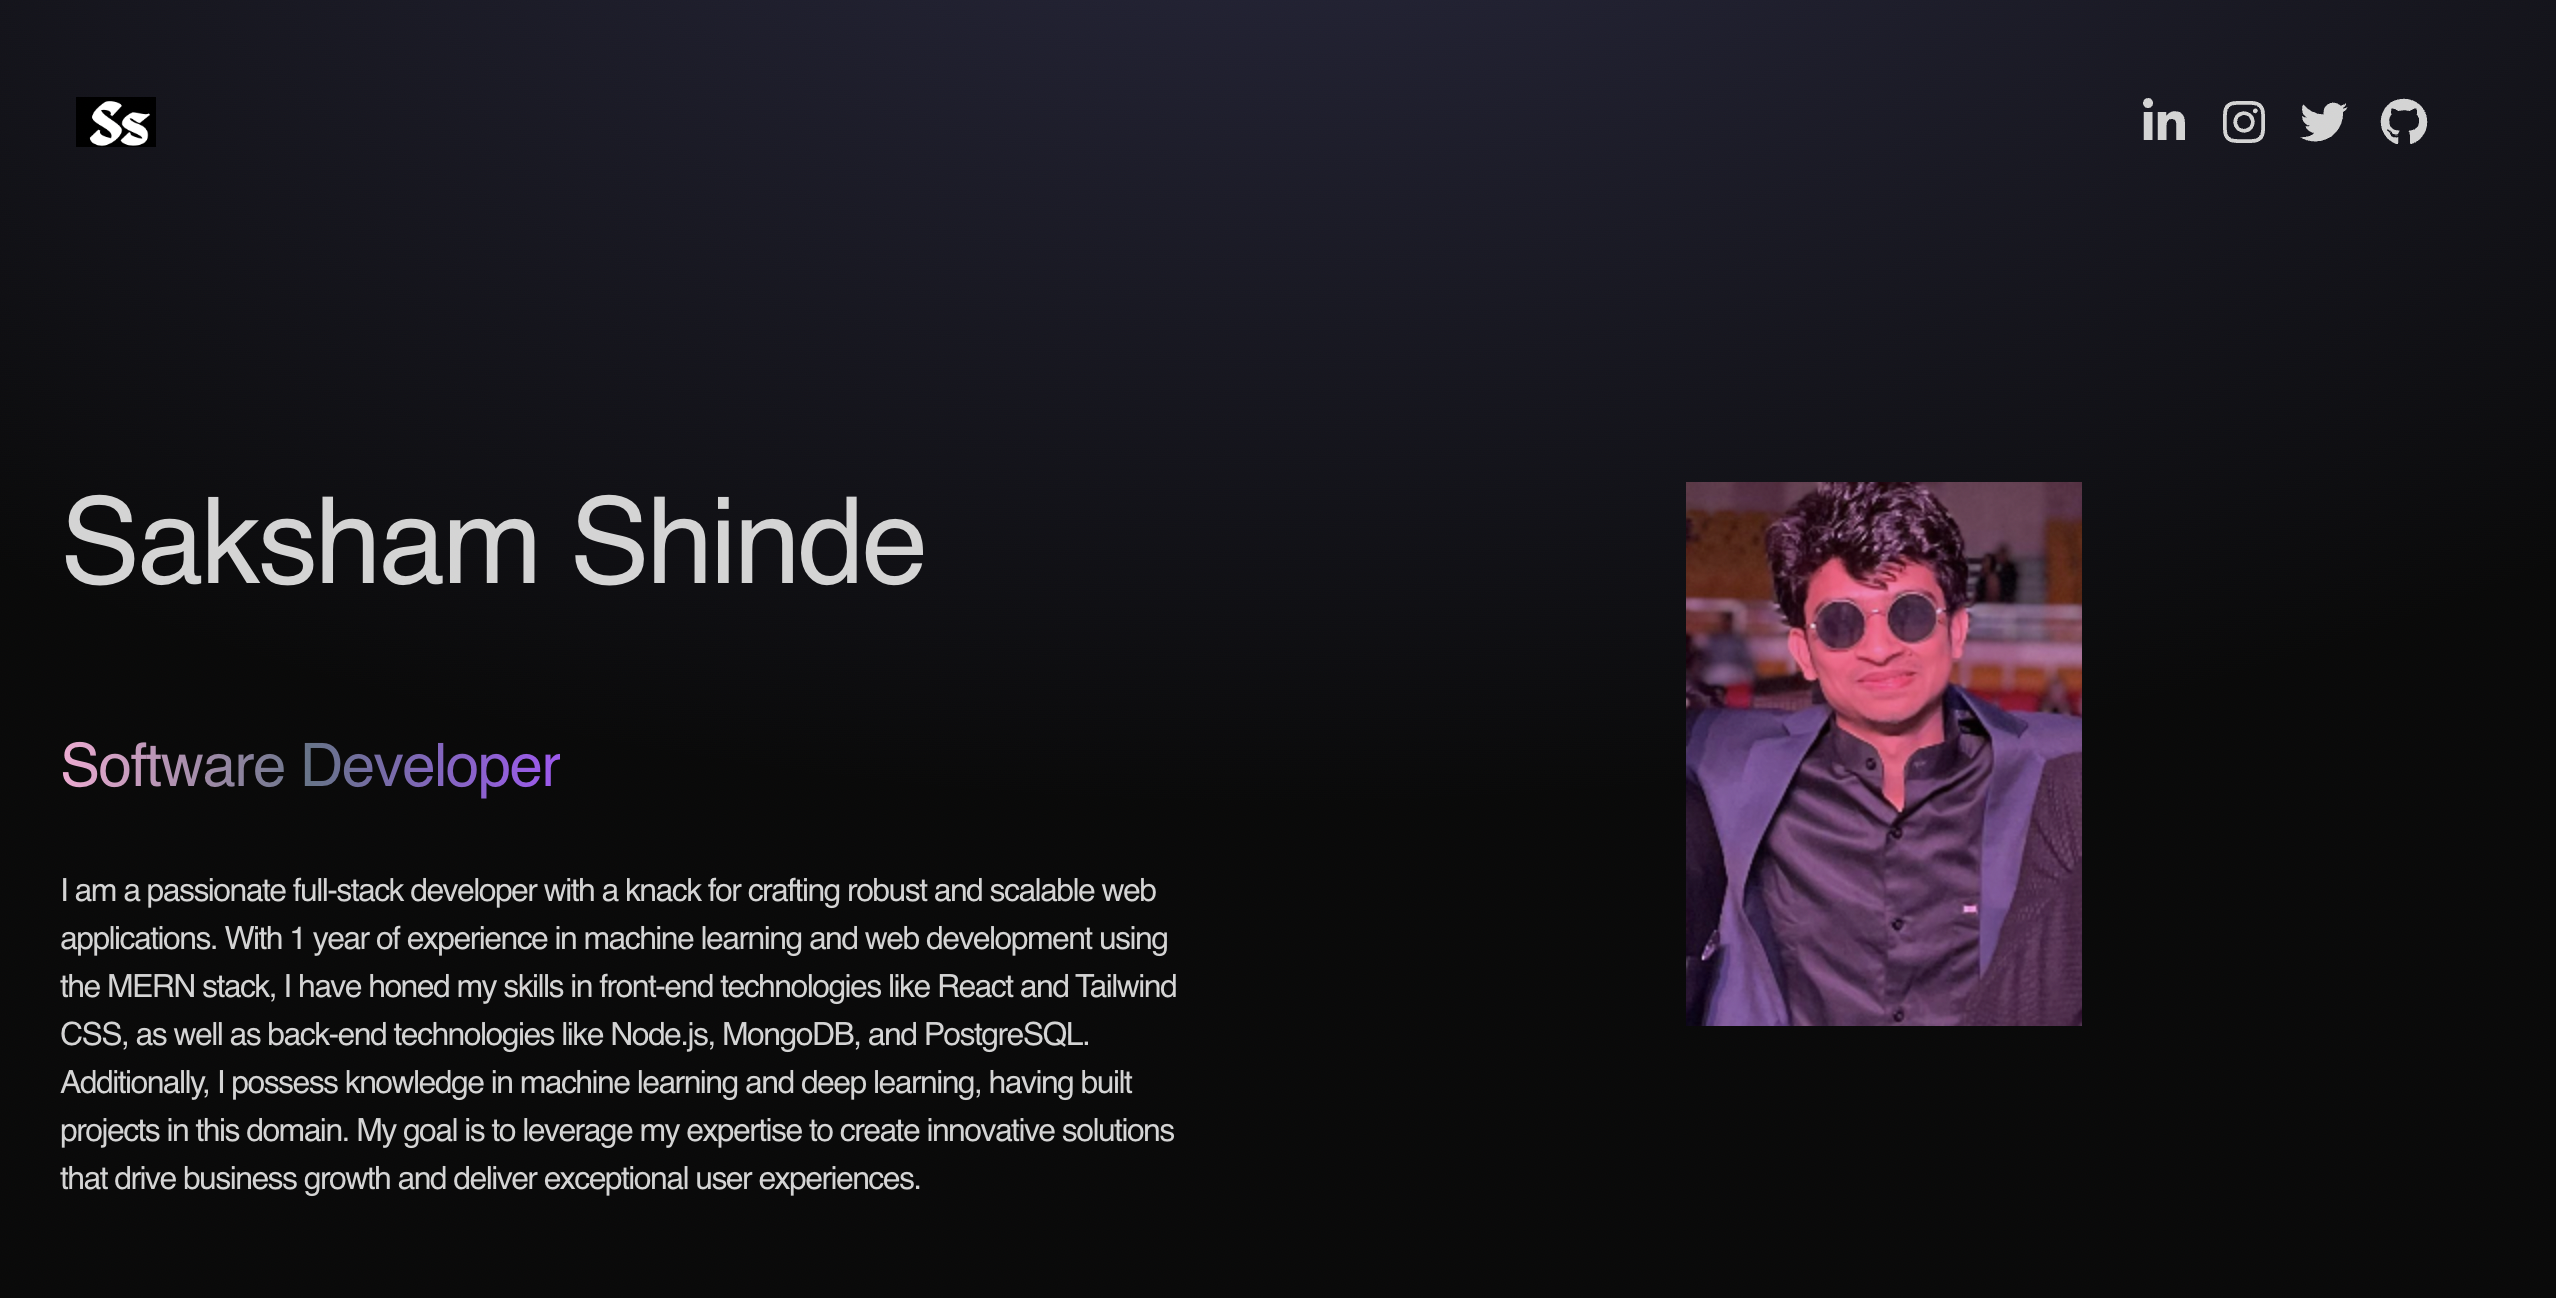 Ss
in
Saksham Shinde
Software Developer
I am a passionate full-stack developer with a knack for crafting robust and scalable web
applications. With 1 year of experience in machine learning and web development using
the MERN stack, I have honed my skills in front-end technologies like React and Tailwind
CSS, as well as back-end technologies like Node.js, MongoDB, and PostgreSQL.
Additionally, I possess knowledge in machine learning and deep learning, having built
projects in this domain. My goal is to leverage my expertise to create innovative solutions
that drive business growth and deliver exceptional user experiences.